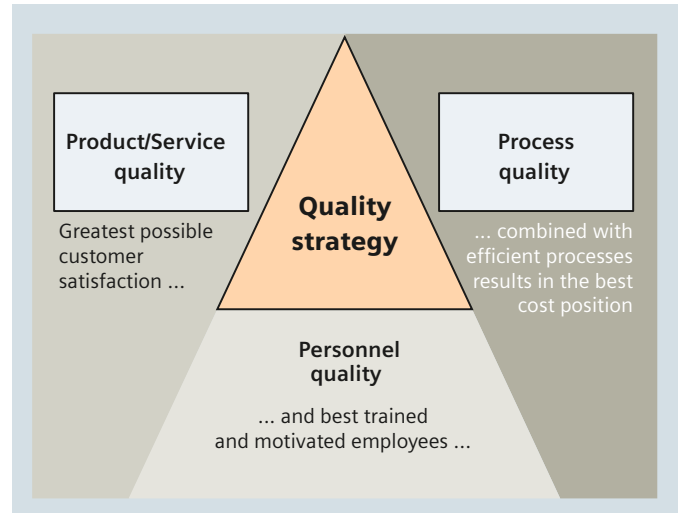 Quality
strategy
Product/Service
quality
Greatest possible
customer
satisfaction ...
Personnel
quality
... and best trained
and motivated employees ...
Process
quality
... combined with
efficient processes
results in the best
cost position